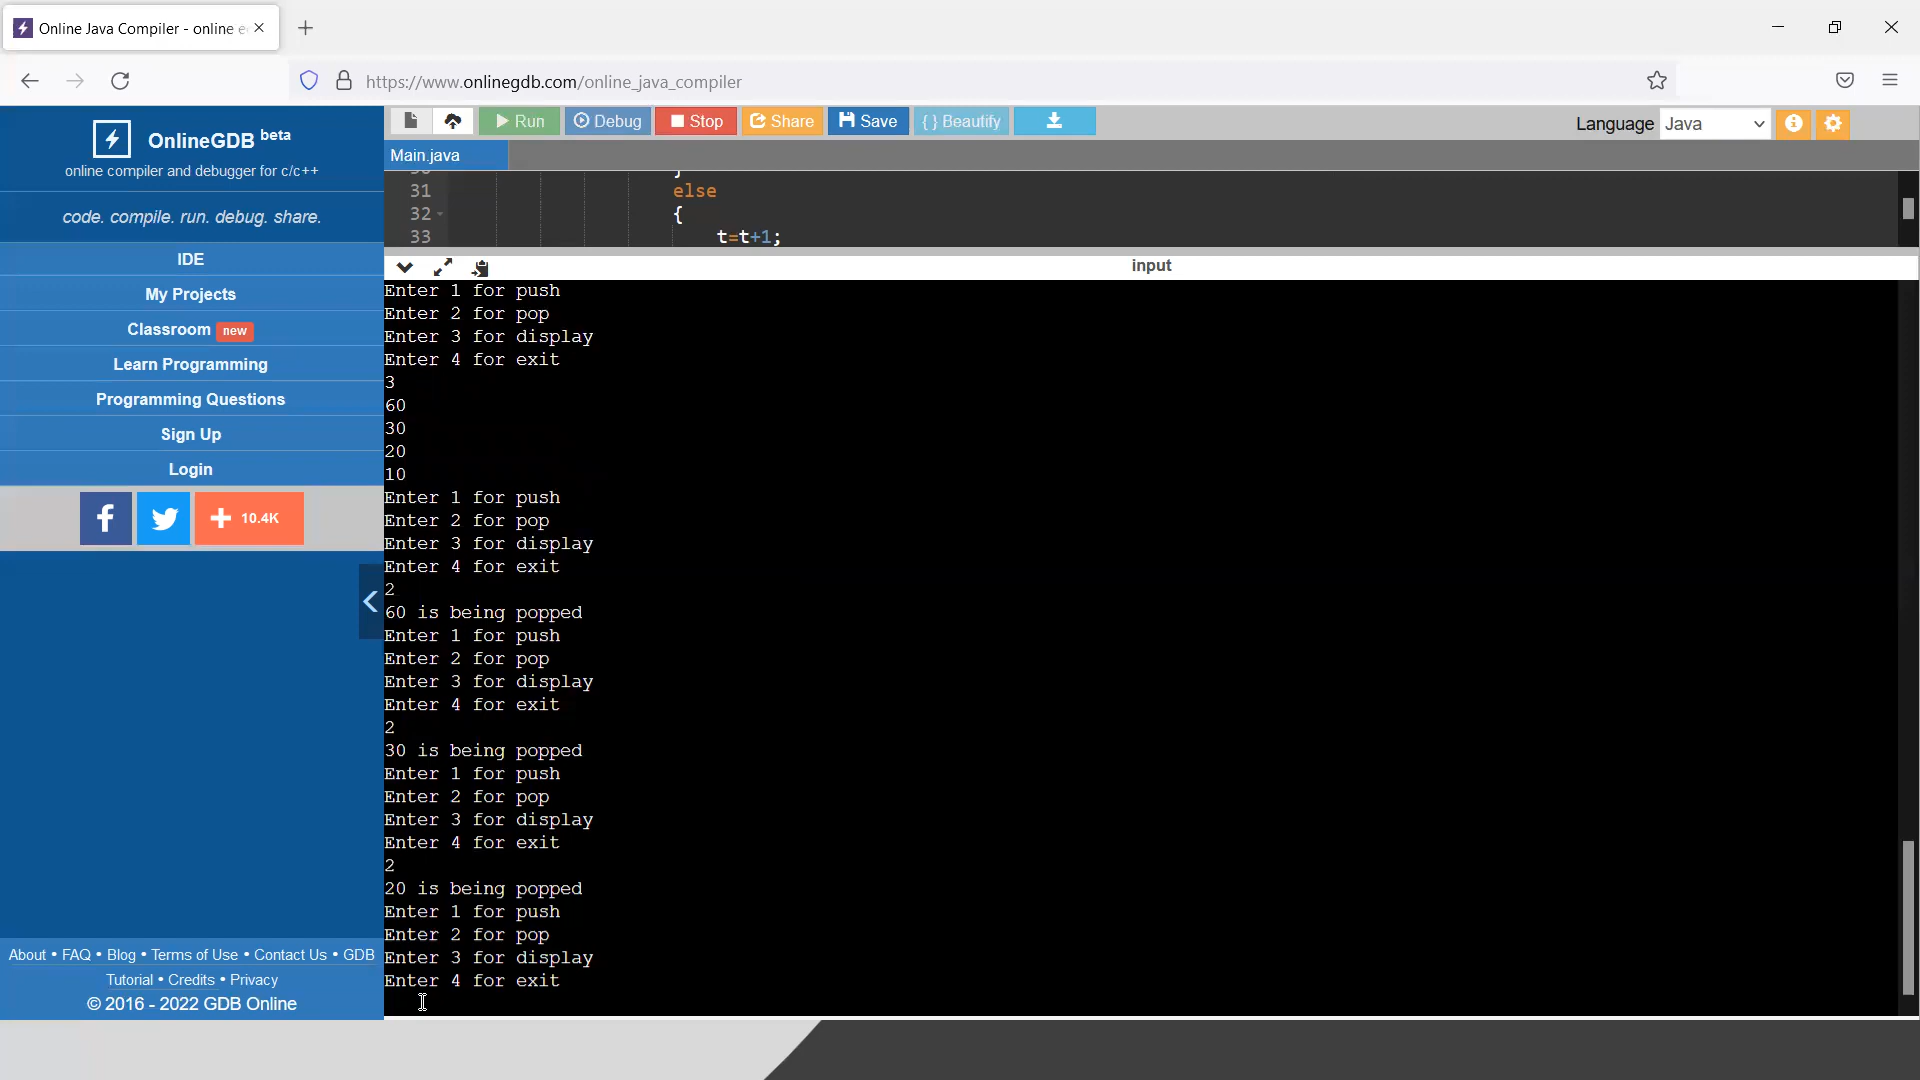 Online Java Compiler - online e
https://www.onlinegdb.com/online_java_compiler
OnlineGDB beta
online compiler and debugger for c/c++
code. compile. run. debug. share.
IDE
My Projects
Classroom new
Learn Programming
Programming Questions
Sign Up
Login
10.4K
About • FAQ • Blog • Terms of Use • Contact Us • GDB
Tutorial • Credits • Privacy
© 2016 - 2022 GDB Online
Run Debug Stop Share Save { } Beautify
Language Java
Main.java
31 else
32 {
33 t=t+1;
input
Enter 1 for push
Enter 2 for pop
Enter 3 for display
Enter 4 for exit
3
60
30
20
10
Enter 1 for push
Enter 2 for pop
Enter 3 for display
Enter 4 for exit
2
60 is being popped
Enter 1 for push
Enter 2 for pop
Enter 3 for display
Enter 4 for exit
2
30 is being popped
Enter 1 for push
Enter 2 for pop
Enter 3 for display
Enter 4 for exit
2
20 is being popped
Enter 1 for push
Enter 2 for pop
Enter 3 for display
Enter 4 for exit